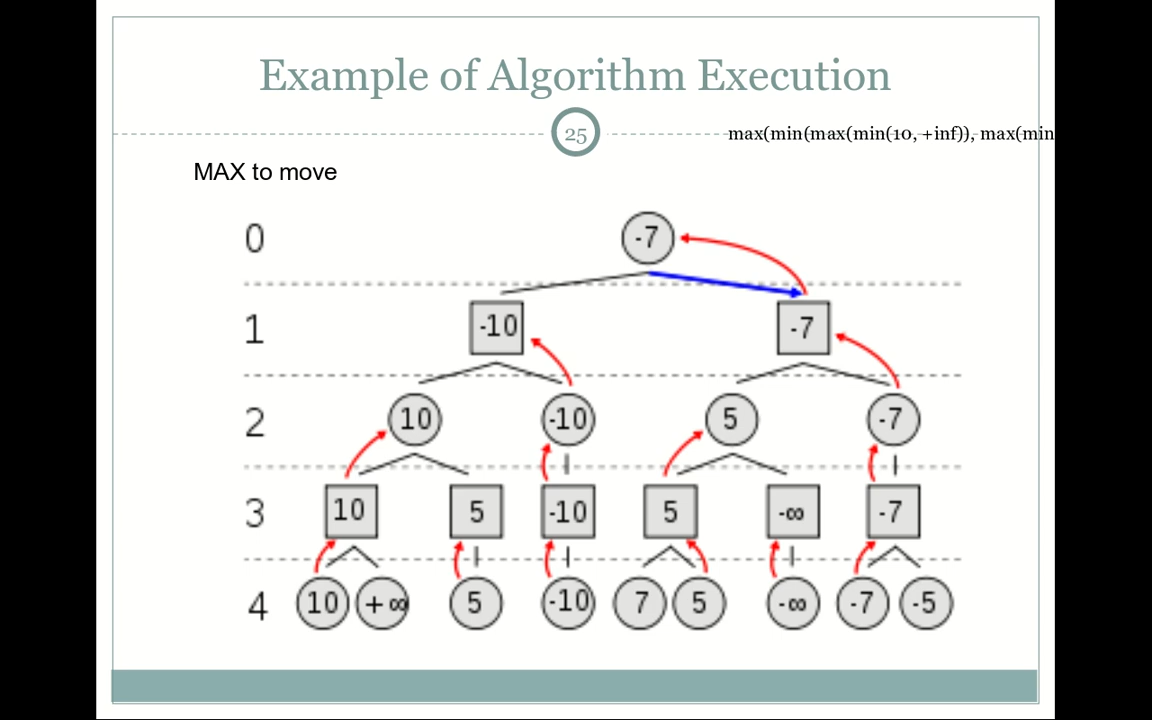 Example of Algorithm Execution
25
max(min(max(min(10, +inf)), max(min
MAX to move
0
-7
1
-10 -7
2
10 -10 5 -7
3
10 5 -10 5 -∞ -7
4
10 +∞ 5 -10 7 5 -∞ -7 -5